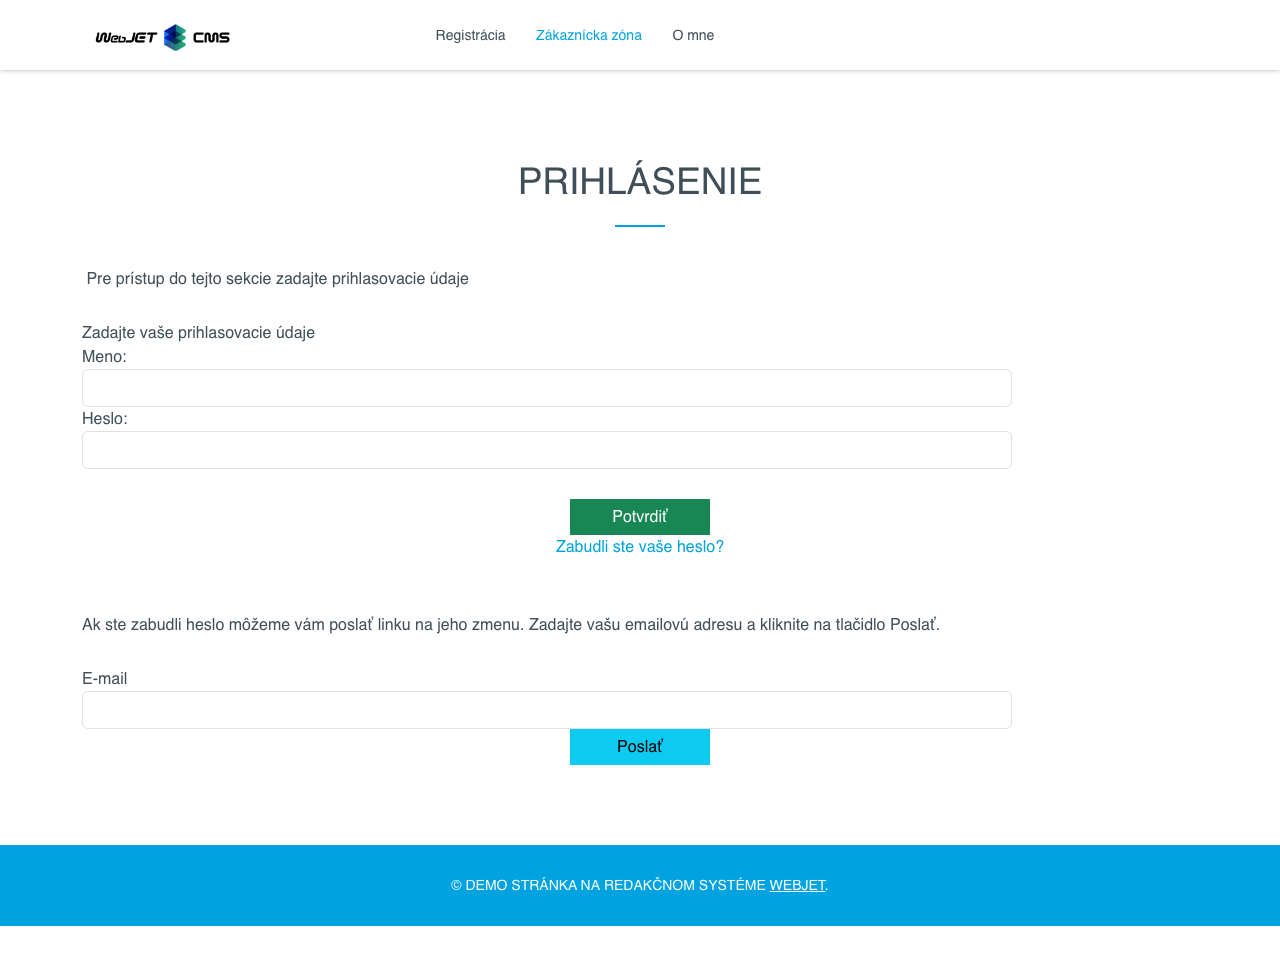 WebJET CMS
Registrácia
Zákaznícka zóna
O mne
PRIHLÁSENIE
Pre prístup do tejto sekcie zadajte prihlasovacie údaje
Zadajte vaše prihlasovacie údaje
Meno:
Heslo:
Potvrdiť
Zabudli ste vaše heslo?
Ak ste zabudli heslo môžeme vám poslať linku na jeho zmenu. Zadajte vašu emailovú adresu a kliknite na tlačidlo Poslať.
E-mail
Poslať
© DEMO STRÁNKA NA REDAKČNOM SYSTÉME WEBJET.